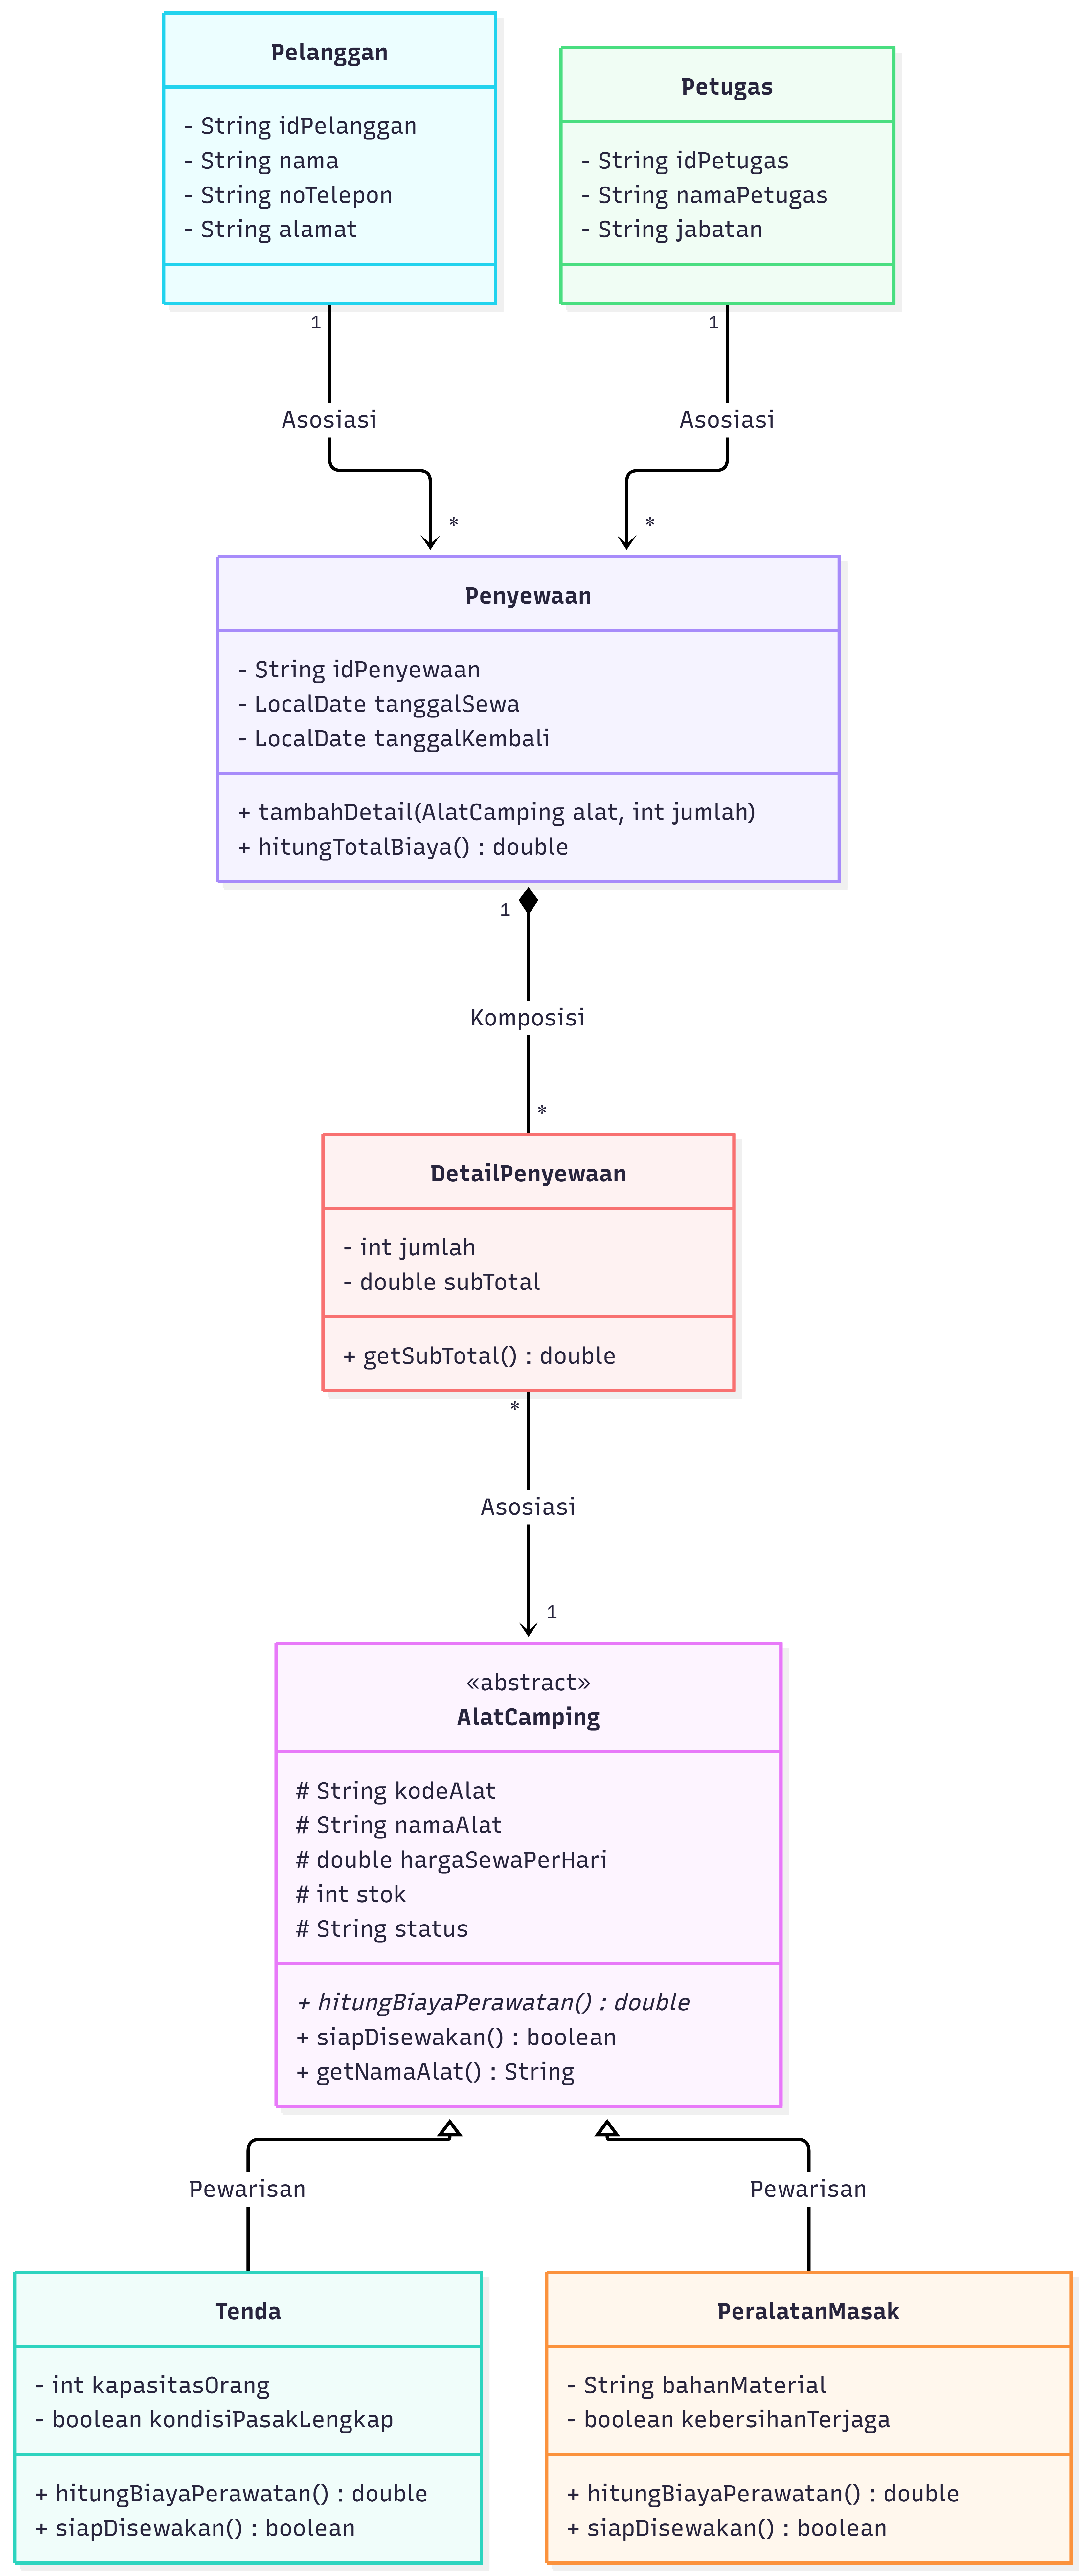 Pelanggan
- String idPelanggan
- String nama
- String noTelepon
- String alamat
Petugas
- String idPetugas
- String namaPetugas
- String jabatan
1
1
Asosiasi
Asosiasi
*
*
Penyewaan
- String idPenyewaan
- LocalDate tanggalSewa
- LocalDate tanggalKembali
+ tambahDetail(AlatCamping alat, int jumlah)
+ hitungTotalBiaya() : double
1
Komposisi
*
DetailPenyewaan
- int jumlah
- double subTotal
+ getSubTotal() : double
*
Asosiasi
1
«abstract»
AlatCamping
# String kodeAlat
# String namaAlat
# double hargaSewaPerHari
# int stok
# String status
+ hitungBiayaPerawatan() : double
+ siapDisewakan() : boolean
+ getNamaAlat() : String
Pewarisan
Pewarisan
Tenda
- int kapasitasOrang
- boolean kondisiPasakLengkap
+ hitungBiayaPerawatan() : double
+ siapDisewakan() : boolean
PeralatanMasak
- String bahanMaterial
- boolean kebersihanTerjaga
+ hitungBiayaPerawatan() : double
+ siapDisewakan() : boolean